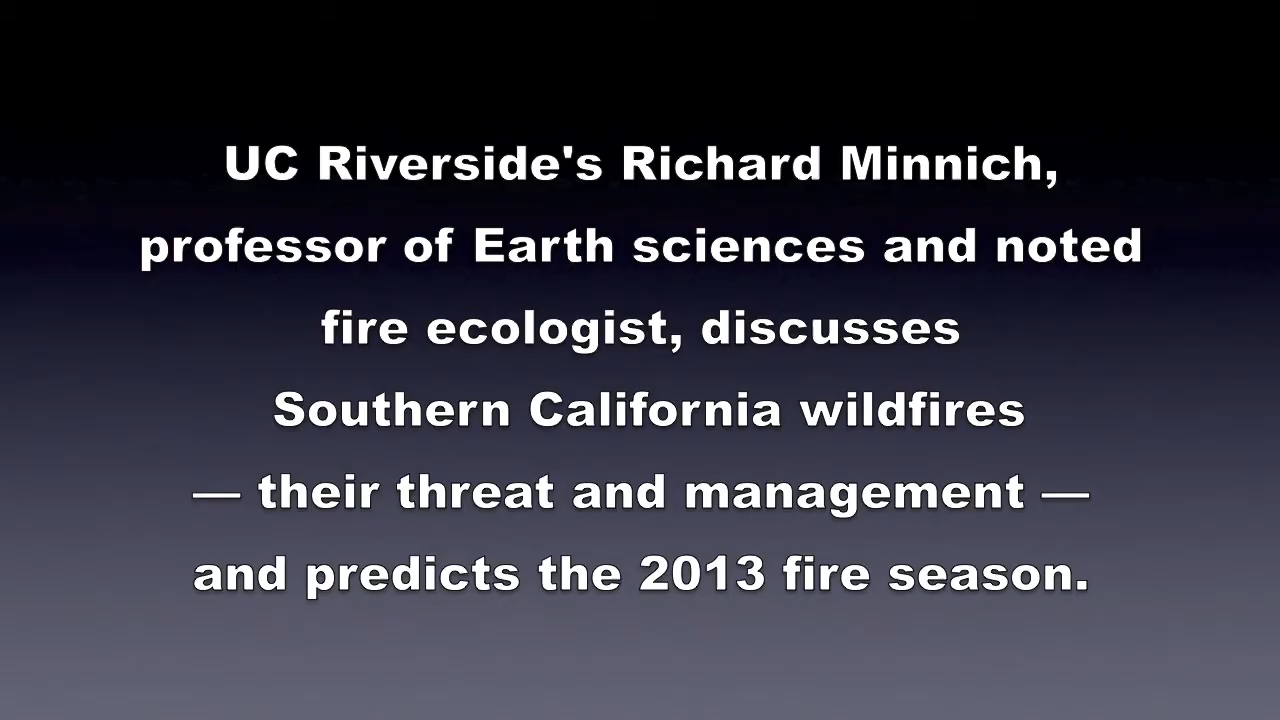 UC Riverside's Richard Minnich,
professor of Earth sciences and noted
fire ecologist, discusses
Southern California wildfires
— their threat and management —
and predicts the 2013 fire season.